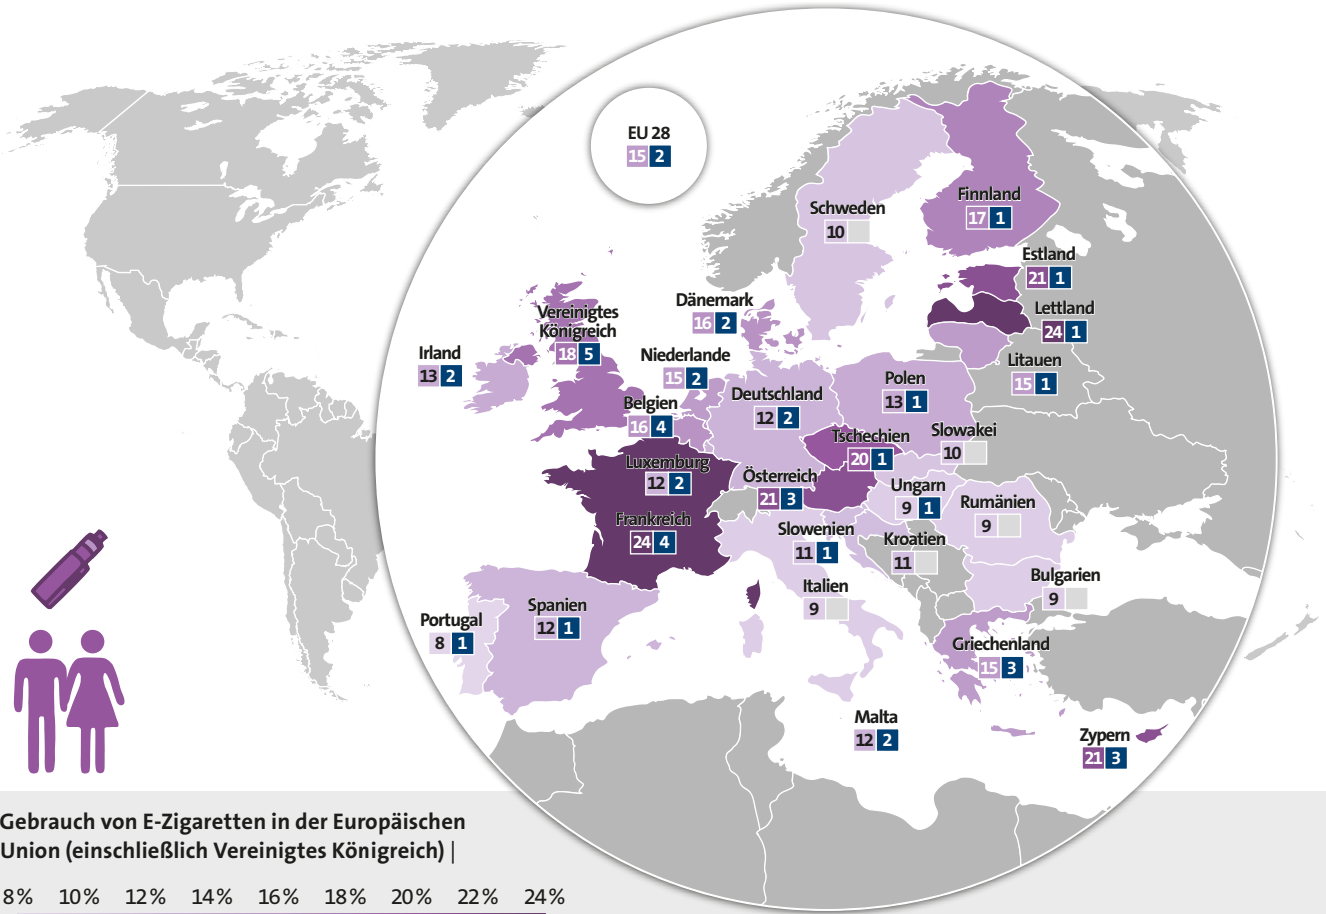 EU 28
15 2
Schweden
10
Finnland
17 1
Estland
21 1
Lettland
24 1
Litauen
15 1
Dänemark
16 2
Vereinigtes
Königreich
18 5
Irland
13 2
Niederlande
15 2
Belgien
16 4
Deutschland
12 2
Polen
13 1
Tschechien
20 1
Slowakei
10
Luxemburg
12 2
Österreich
21 3
Ungarn
9 1
Rumänien
9
Frankreich
24 4
Slowenien
11 1
Kroatien
11
Italien
9
Bulgarien
9
Portugal
8 1
Spanien
12 1
Griechenland
15 3
Malta
12 2
Zypern
21 3
Gebrauch von E-Zigaretten in der Europäischen
Union (einschließlich Vereinigtes Königreich) |
8 % 10 % 12 % 14 % 16 % 18 % 20 % 22 % 24 %